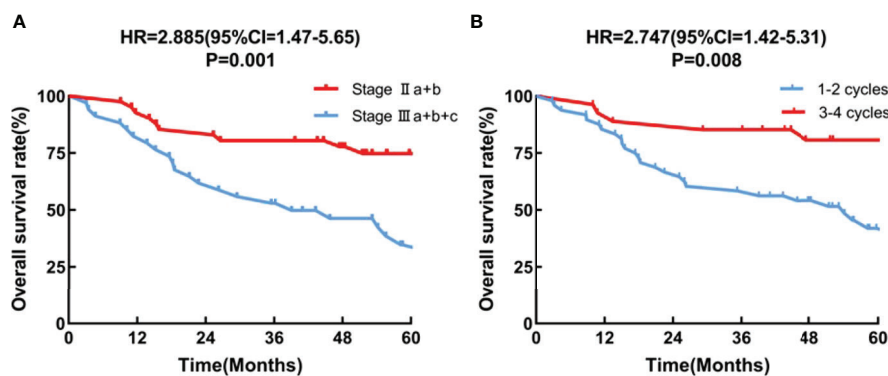 A
HR=2.885(95%CI=1.47-5.65)
P=0.001
Stage Ⅱ a+b
Stage Ⅲ a+b+c
Overall survival rate(%)
100
75
50
25
0
0 12 24 36 48 60
Time(Months)
B
HR=2.747(95%CI=1.42-5.31)
P=0.008
1-2 cycles
3-4 cycles
Overall survival rate(%)
100
75
50
25
0
0 12 24 36 48 60
Time(Months)